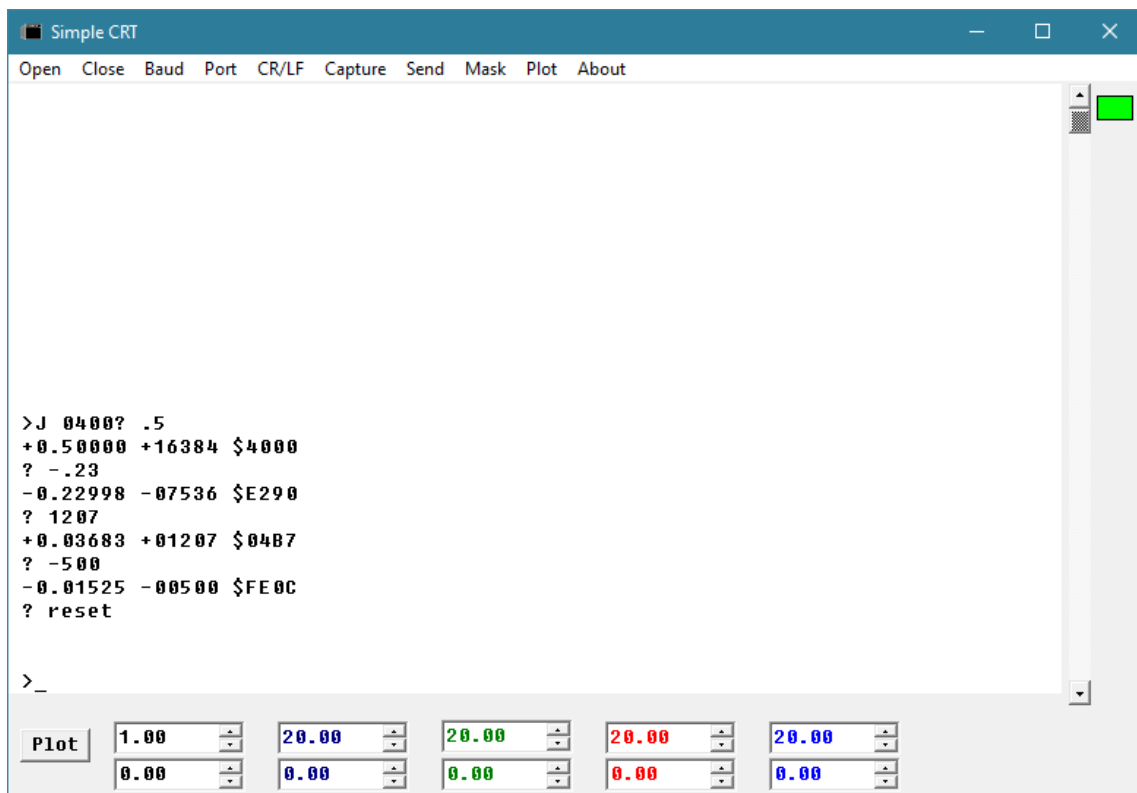 Simple CRT
Open Close Baud Port CR/LF Capture Send Mask Plot About
>J 0400? .5
+0.50000 +16384 $4000
? -.23
-0.22998 -07536 $E290
? 1207
+0.03683 +01207 $04B7
? -500
-0.01525 -00500 $FE0C
? reset
>_
Plot 1.00 20.00 20.00 20.00 20.00
0.00 0.00 0.00 0.00 0.00